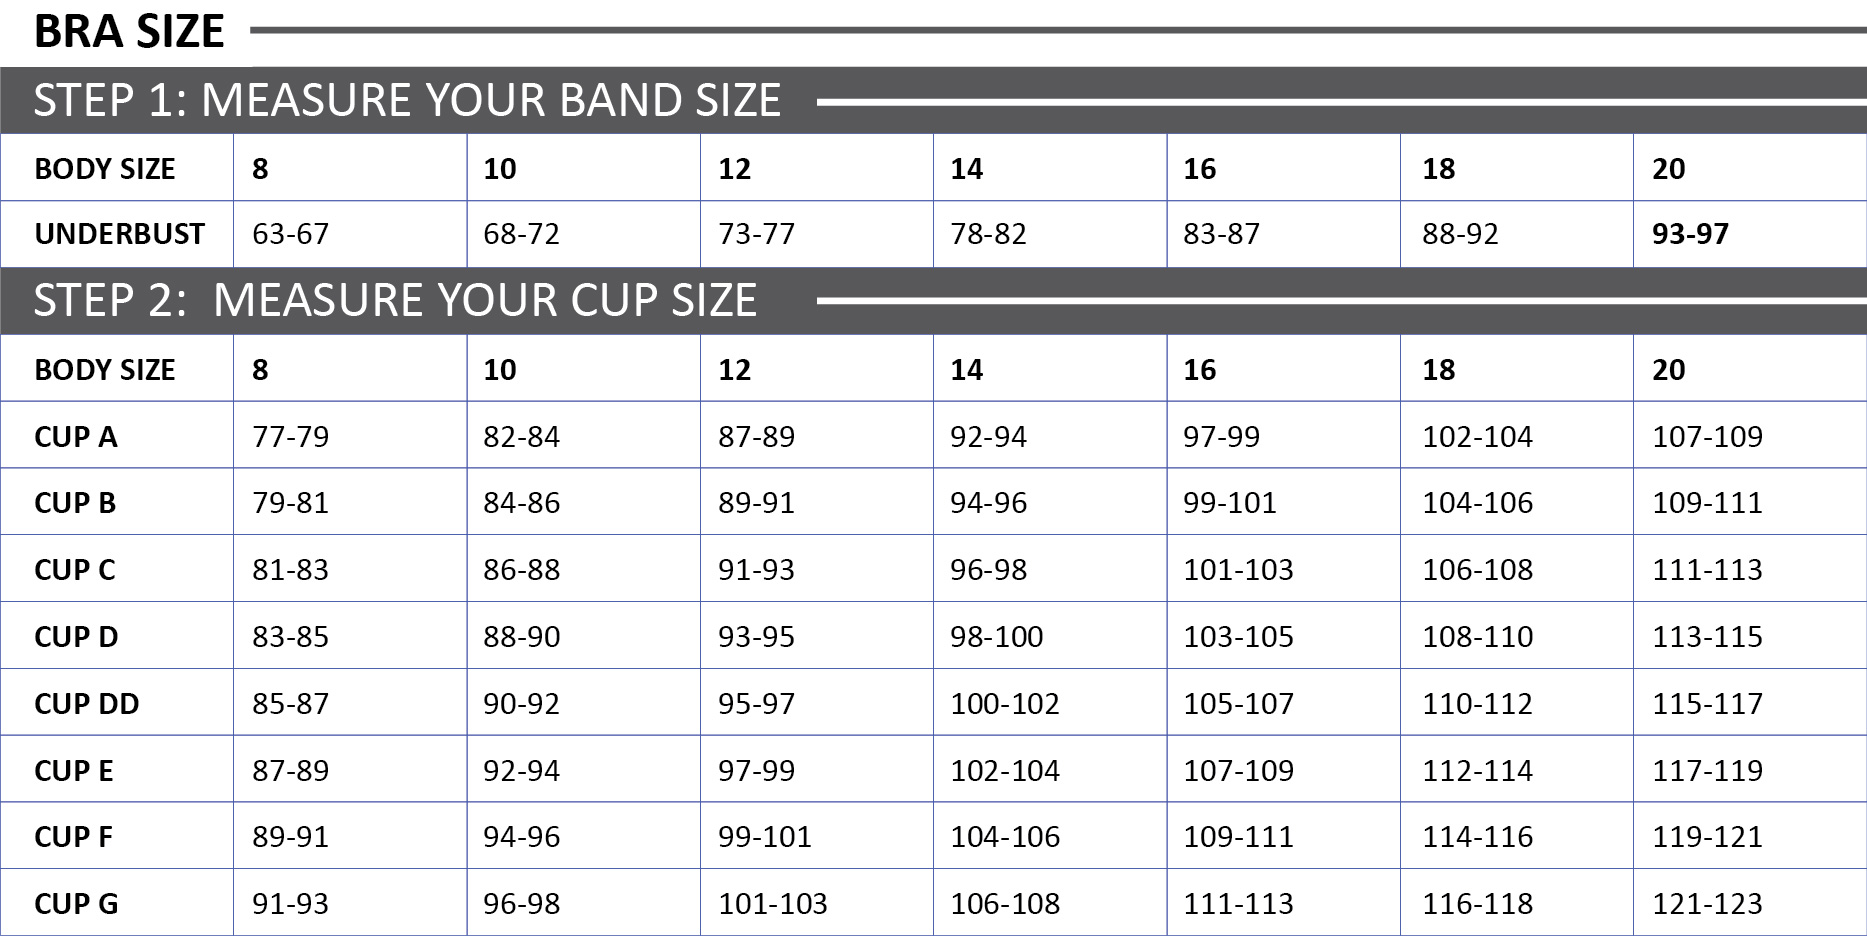 BRA SIZE
STEP 1: MEASURE YOUR BAND SIZE
BODY SIZE 8 10 12 14 16 18 20
UNDERBUST 63-67 68-72 73-77 78-82 83-87 88-92 93-97
STEP 2: MEASURE YOUR CUP SIZE
BODY SIZE 8 10 12 14 16 18 20
CUP A 77-79 82-84 87-89 92-94 97-99 102-104 107-109
CUP B 79-81 84-86 89-91 94-96 99-101 104-106 109-111
CUP C 81-83 86-88 91-93 96-98 101-103 106-108 111-113
CUP D 83-85 88-90 93-95 98-100 103-105 108-110 113-115
CUP DD 85-87 90-92 95-97 100-102 105-107 110-112 115-117
CUP E 87-89 92-94 97-99 102-104 107-109 112-114 117-119
CUP F 89-91 94-96 99-101 104-106 109-111 114-116 119-121
CUP G 91-93 96-98 101-103 106-108 111-113 116-118 121-123